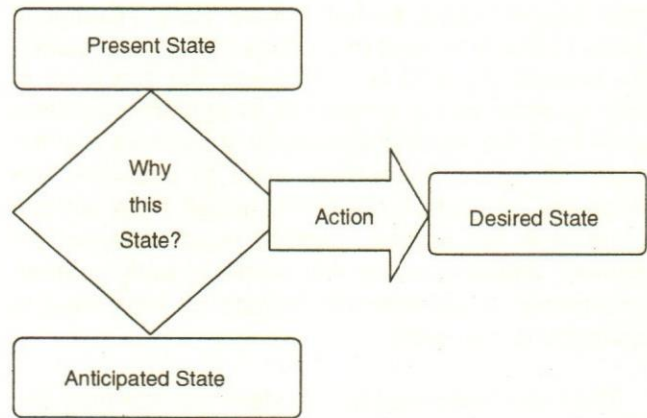 Present State
Why
this
State?
Action
Desired State
Anticipated State